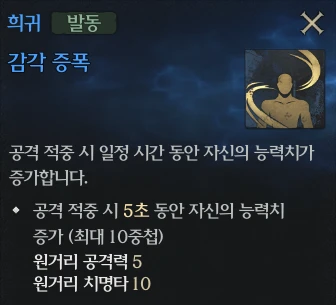 희귀 발동
감각 증폭
공격 적중 시 일정 시간 동안 자신의 능력치가
증가합니다.
◆ 공격 적중 시 5초 동안 자신의 능력치
증가 (최대 10중첩)
원거리 공격력 5
원거리 치명타 10